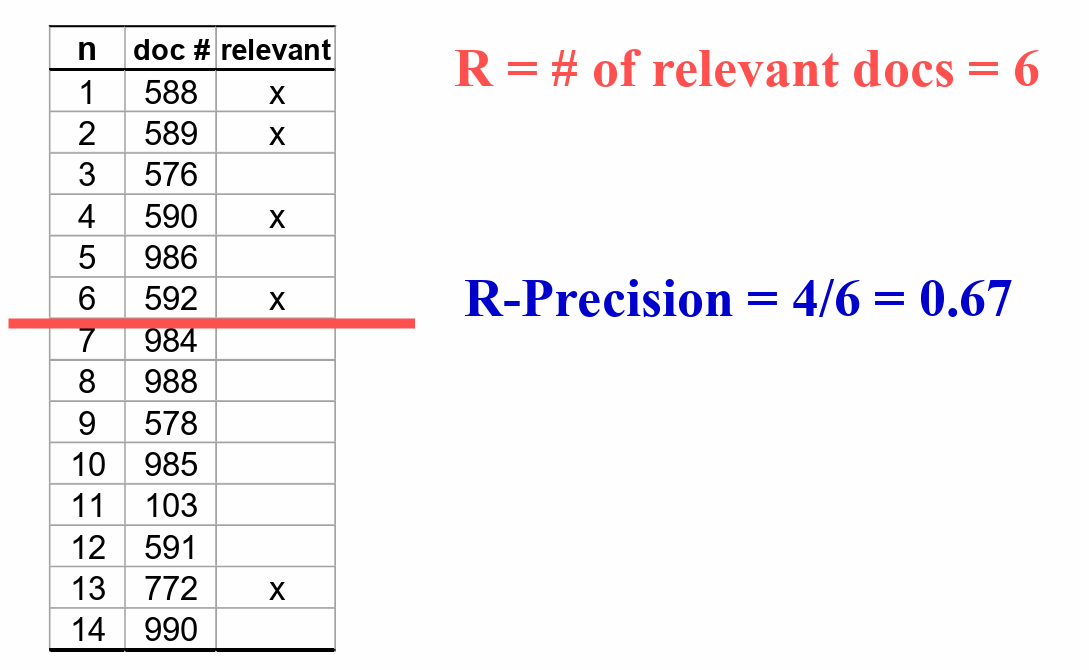 n doc # relevant
1 588 x
2 589 x
3 576
4 590 x
5 986
6 592 x
7 984
8 988
9 578
10 985
11 103
12 591
13 772 x
14 990
R = # of relevant docs = 6
R-Precision = 4/6 = 0.67